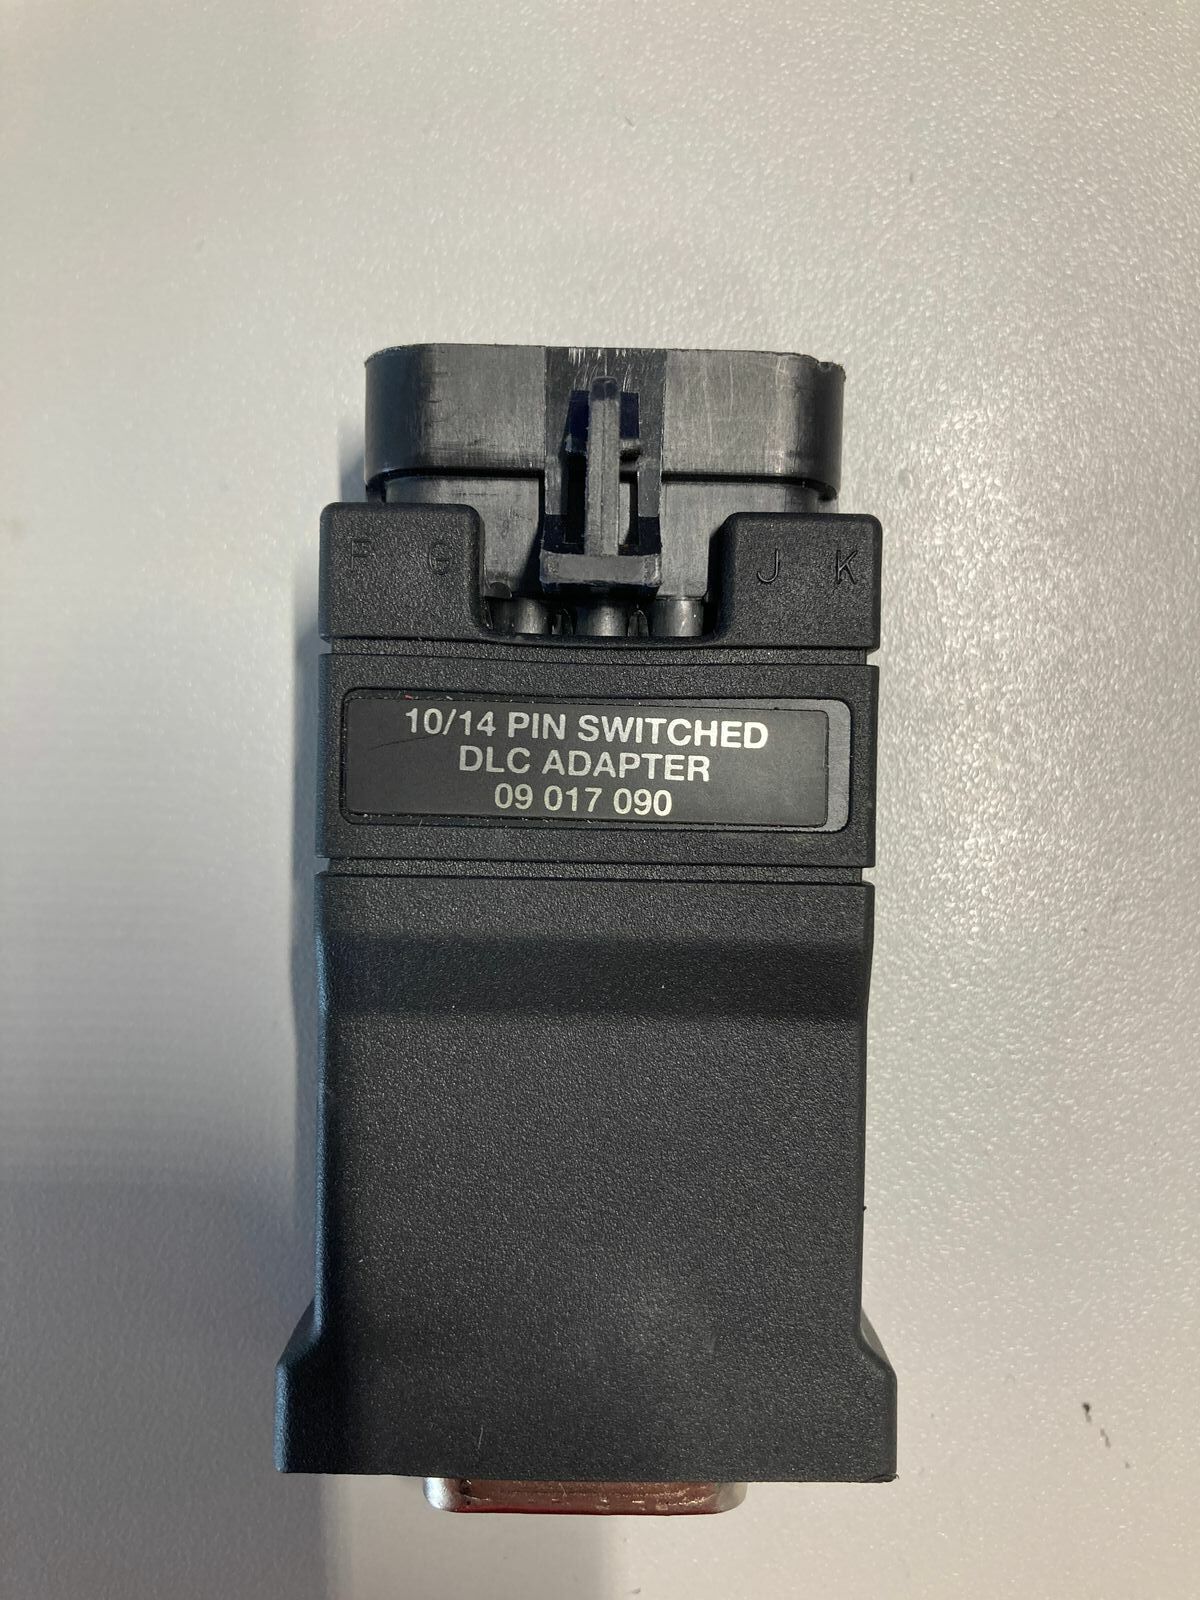 F G J K
10/14 PIN SWITCHED
DLC ADAPTER
09 017 090